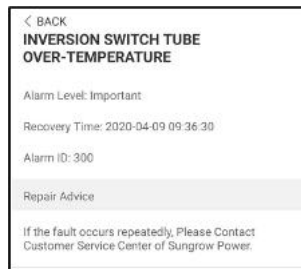 < BACK
INVERSION SWITCH TUBE
OVER-TEMPERATURE
Alarm Level: Important
Recovery Time: 2020-04-09 09:36:30
Alarm ID: 300
Repair Advice
If the fault occurs repeatedly, Please Contact
Customer Service Center of Sungrow Power.